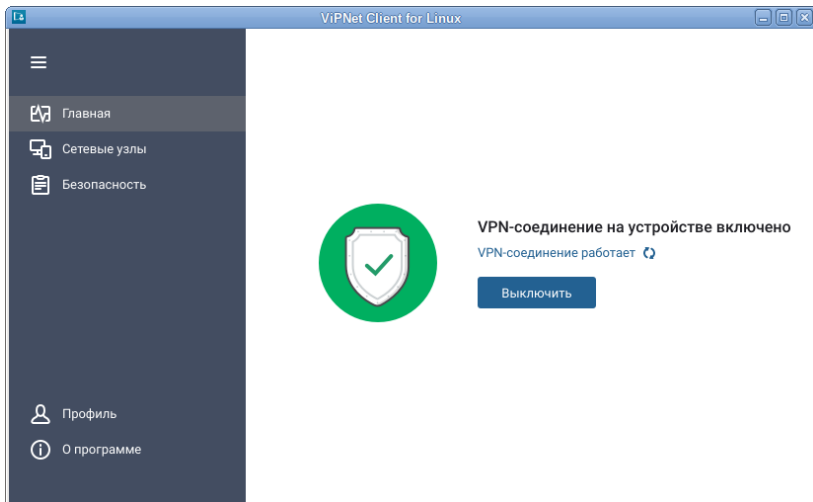 ViPNet Client for Linux
Главная
Сетевые узлы
Безопасность
VPN-соединение на устройстве включено
VPN-соединение работает
Выключить
Профиль
О программе